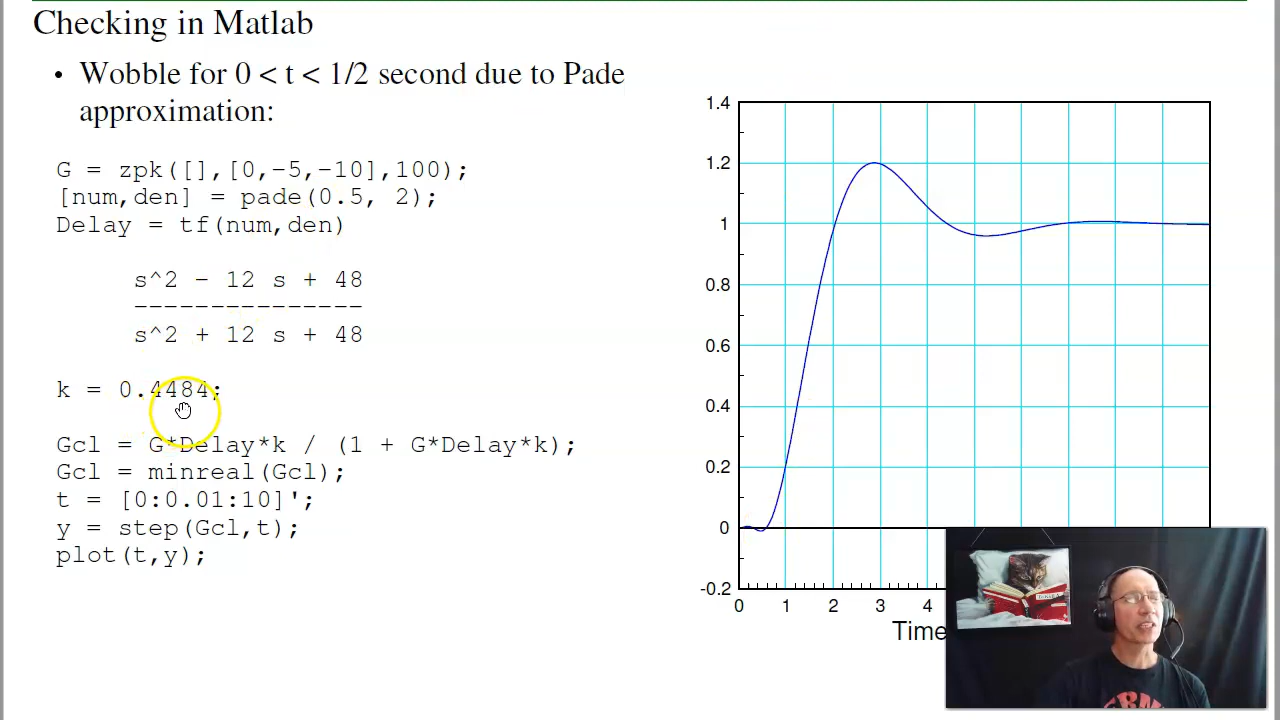 Checking in Matlab
• Wobble for 0 < t < 1/2 second due to Pade
approximation:
G = zpk([],[0,-5,-10],100);
[num,den] = pade(0.5, 2);
Delay = tf(num,den)
s^2 - 12 s + 48
---------------
s^2 + 12 s + 48
k = 0.4484;
Gcl = G*Delay*k / (1 + G*Delay*k);
Gcl = minreal(Gcl);
t = [0:0.01:10]';
y = step(Gcl,t);
plot(t,y);
1.4
1.2
1
0.8
0.6
0.4
0.2
0
-0.2
0 1 2 3 4
Time